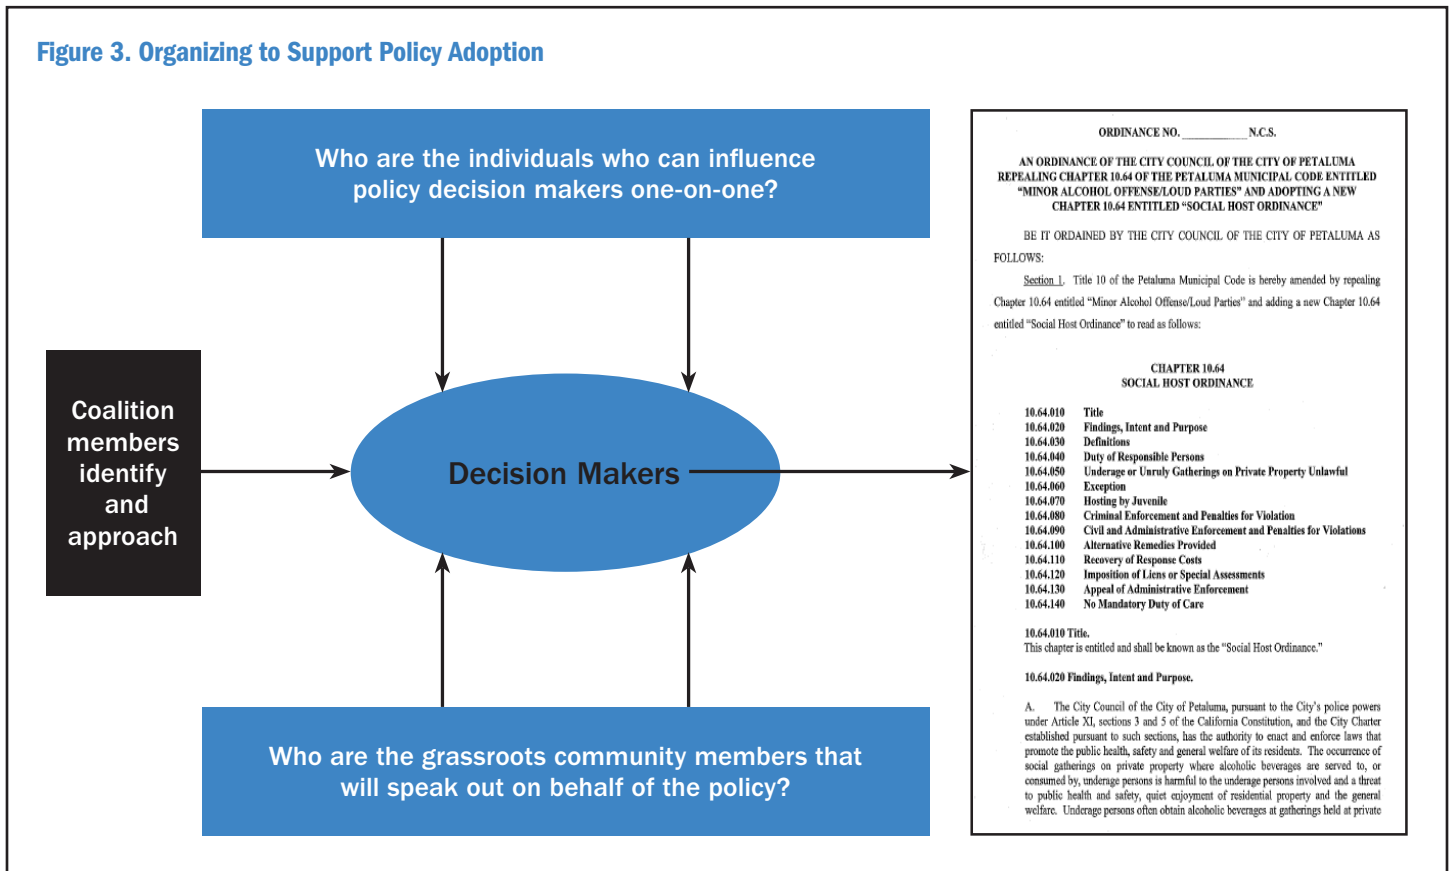 Figure 3. Organizing to Support Policy Adoption
Who are the individuals who can influence
policy decision makers one-on-one?
Coalition
members
identify
and
approach
Decision Makers
Who are the grassroots community members that
will speak out on behalf of the policy?
ORDINANCE NO. ____________ N.C.S.
AN ORDINANCE OF THE CITY COUNCIL OF THE CITY OF PETALUMA
REPEALING CHAPTER 10.64 OF THE PETALUMA MUNICIPAL CODE ENTITLED
“MINOR ALCOHOL OFFENSE/LOUD PARTIES” AND ADOPTING A NEW
CHAPTER 10.64 ENTITLED “SOCIAL HOST ORDINANCE”
BE IT ORDAINED BY THE CITY COUNCIL OF THE CITY OF PETALUMA AS
FOLLOWS:
Section 1. Title 10 of the Petaluma Municipal Code is hereby amended by repealing
Chapter 10.64 entitled “Minor Alcohol Offense/Loud Parties” and adding a new Chapter 10.64
entitled “Social Host Ordinance” to read as follows:
CHAPTER 10.64
SOCIAL HOST ORDINANCE
10.64.010 Title
10.64.020 Findings, Intent and Purpose
10.64.030 Definitions
10.64.040 Duty of Responsible Persons
10.64.050 Underage or Unruly Gatherings on Private Property Unlawful
10.64.060 Exception
10.64.070 Hosting by Juvenile
10.64.080 Criminal Enforcement and Penalties for Violation
10.64.090 Civil and Administrative Enforcement and Penalties for Violations
10.64.100 Alternative Remedies Provided
10.64.110 Recovery of Response Costs
10.64.120 Imposition of Liens or Special Assessments
10.64.130 Appeal of Administrative Enforcement
10.64.140 No Mandatory Duty of Care
10.64.010 Title.
This chapter is entitled and shall be known as the “Social Host Ordinance.”
10.64.020 Findings, Intent and Purpose.
A. The City Council of the City of Petaluma, pursuant to the City’s police powers
under Article XI, sections 3 and 5 of the California Constitution, and the City Charter
established pursuant to such sections, has the authority to enact and enforce laws that
promote the public health, safety and general welfare of its residents. The occurrence of
social gatherings on private property where alcoholic beverages are served to, or
consumed by, underage persons is harmful to the underage persons involved and a threat
to public health and safety, quiet enjoyment of residential property and the general
welfare. Underage persons often obtain alcoholic beverages at gatherings held at private